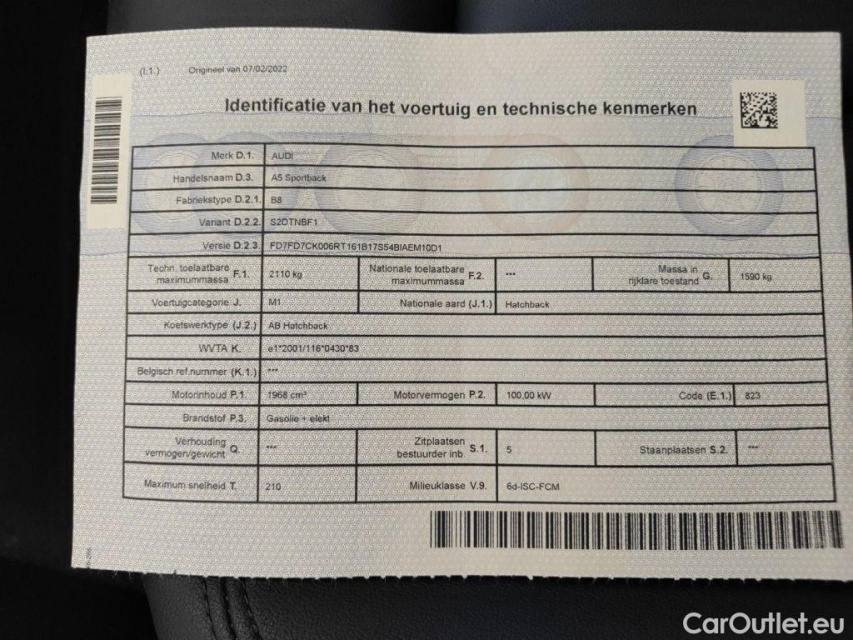 (I.1.) Origineel van 07/02/2022
Identificatie van het voertuig en technische kenmerken
Merk D.1. AUDI
Handelsnaam D.3. A5 Sportback
Fabriekstype D.2.1. B8
Variant D.2.2. S2DTNBF1
Versie D.2.3. FD7FD7CK006RT161B17S54BIAEM10D1
Techn. toelaatbare maximummassa F.1. 2110 kg Nationale toelaatbare maximummassa F.2. *** Massa in rijklare toestand G. 1590 kg
Voertuigcategorie J. M1 Nationale aard (J.1.) Hatchback
Koetswerktype (J.2.) AB Hatchback
WVTA K. e1*2001/116*0430*83
Belgisch ref.nummer (K.1.) ***
Motorinhoud P.1. 1968 cm³ Motorvermogen P.2. 100,00 kW Code (E.1.) 823
Brandstof P.3. Gasolie + elekt
Verhouding vermogen/gewicht Q. *** Zitplaatsen bestuurder inb. S.1. 5 Staanplaatsen S.2. ***
Maximum snelheid T. 210 Milieuklasse V.9. 6d-ISC-FCM
CarOutlet.eu